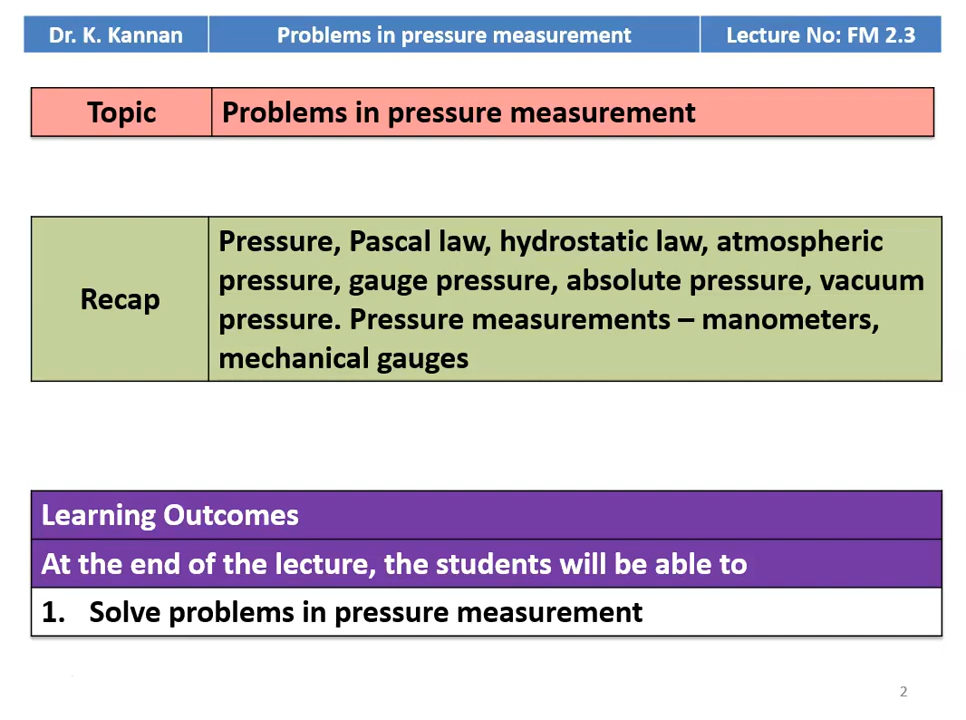 Dr. K. Kannan
Problems in pressure measurement
Lecture No: FM 2.3
Topic
Problems in pressure measurement
Recap
Pressure, Pascal law, hydrostatic law, atmospheric
pressure, gauge pressure, absolute pressure, vacuum
pressure. Pressure measurements – manometers,
mechanical gauges
Learning Outcomes
At the end of the lecture, the students will be able to
1. Solve problems in pressure measurement
2